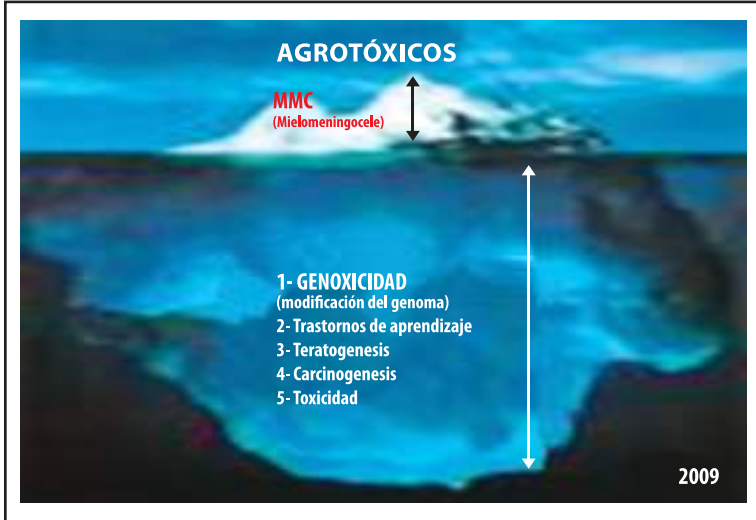 AGROTÓXICOS
MMC
(Mielomeningocele)
1- GENOXICIDAD
(modificación del genoma)
2- Trastornos de aprendizaje
3- Teratogenesis
4- Carcinogenesis
5- Toxicidad
2009